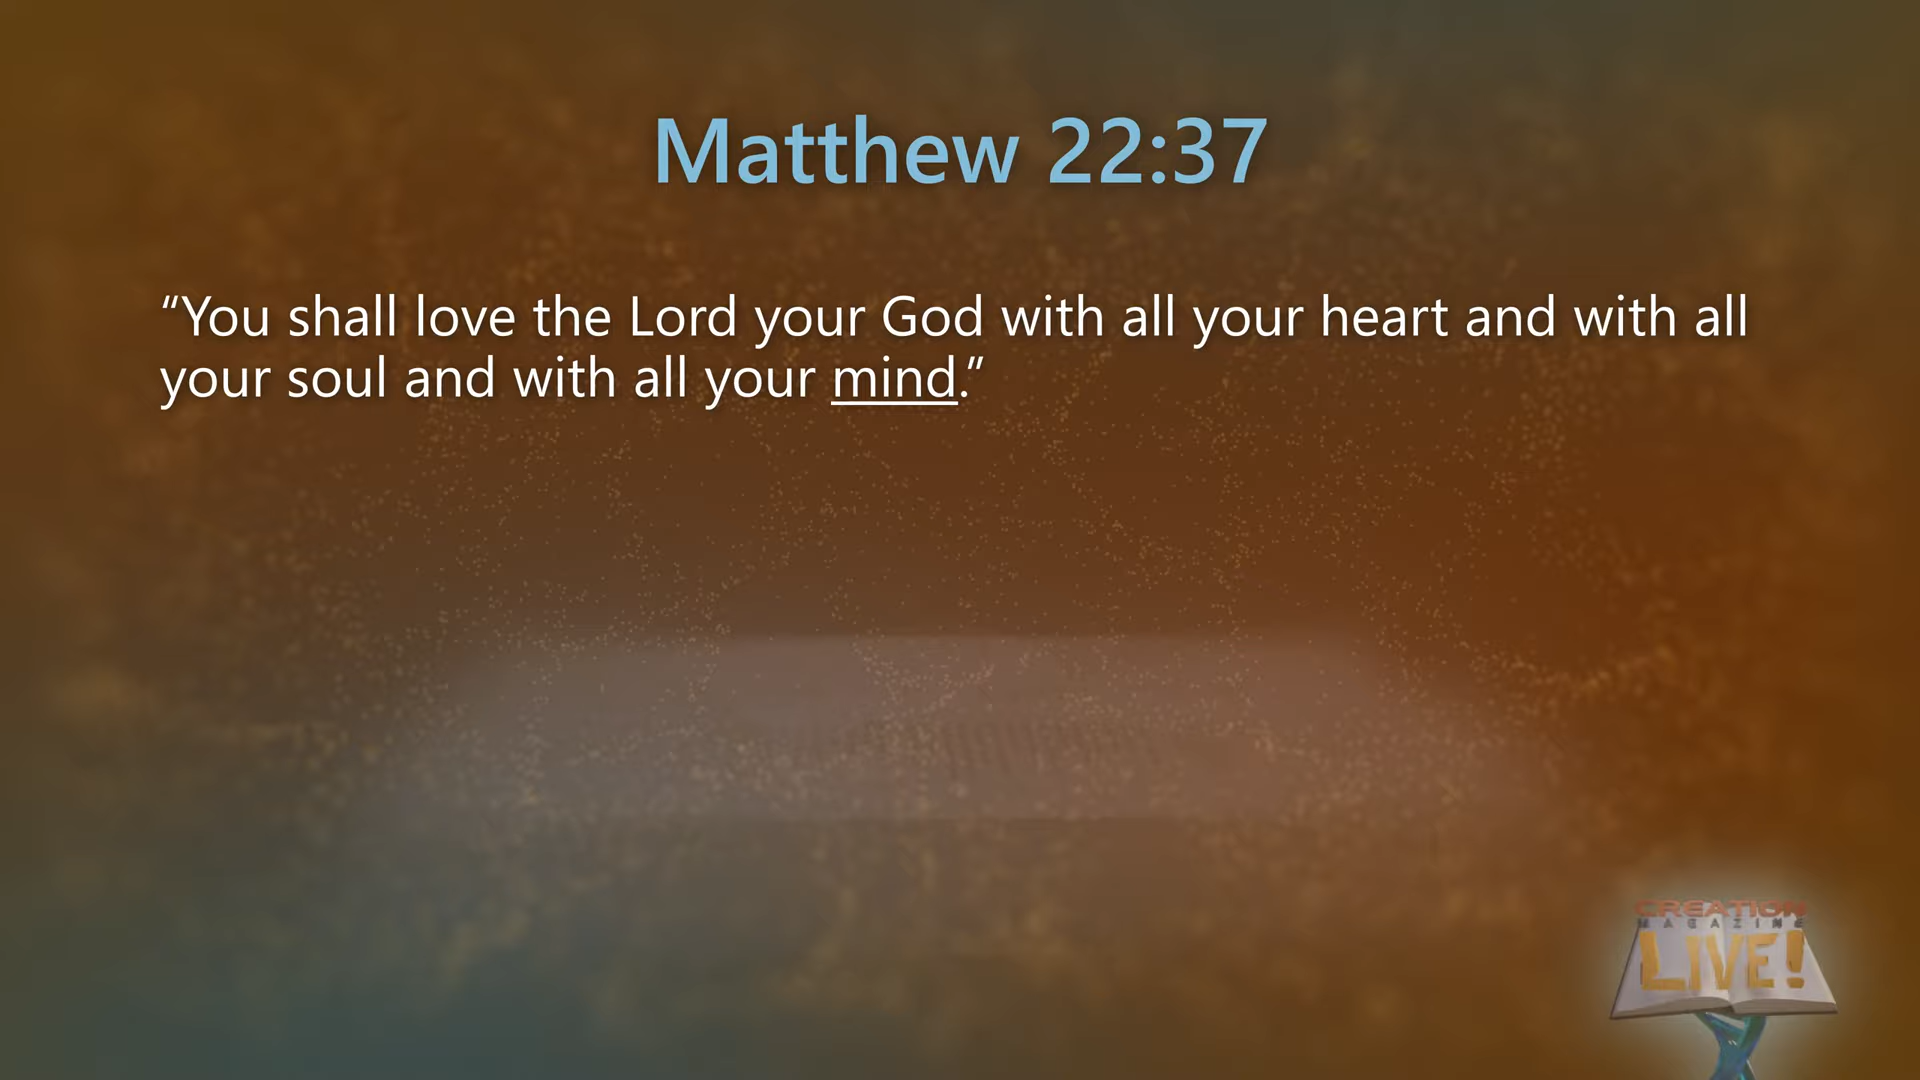 Matthew 22:37
“You shall love the Lord your God with all your heart and with all
your soul and with all your mind.”
CREATION
MAGAZINE
LIVE!